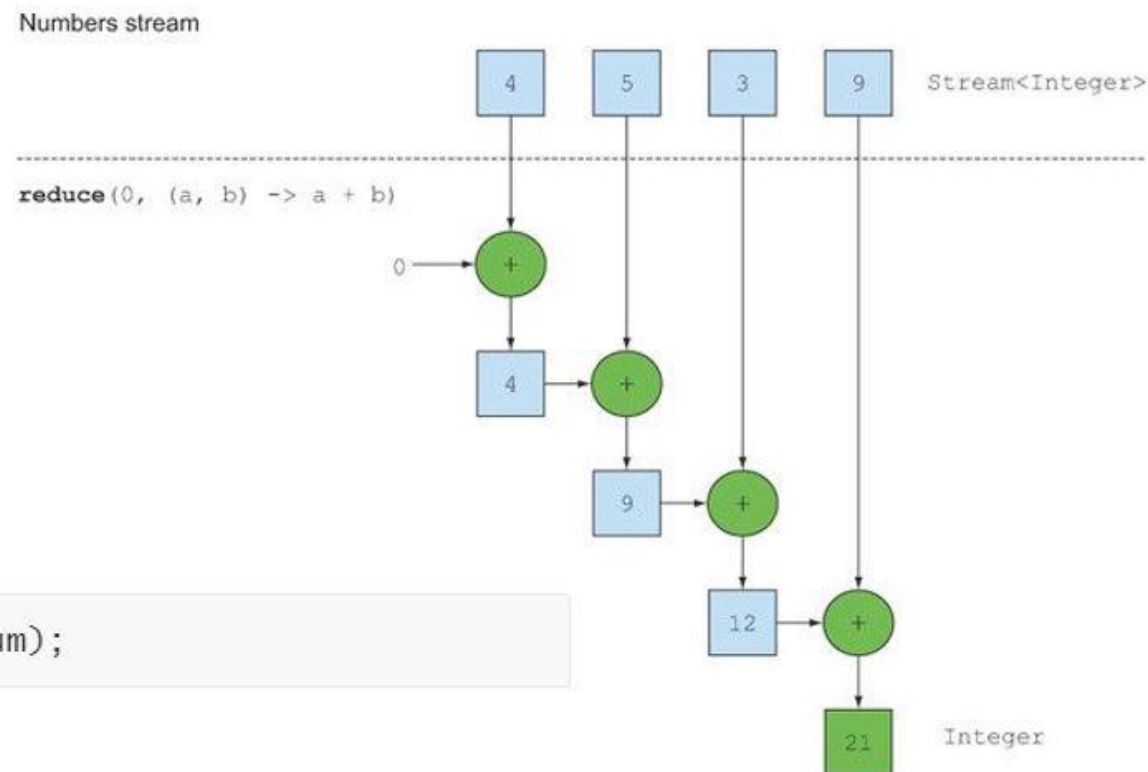 Numbers stream
4 5 3 9 Stream<Integer>
reduce(0, (a, b) -> a + b)
0 +
4 +
9 +
12 +
um);
21 Integer